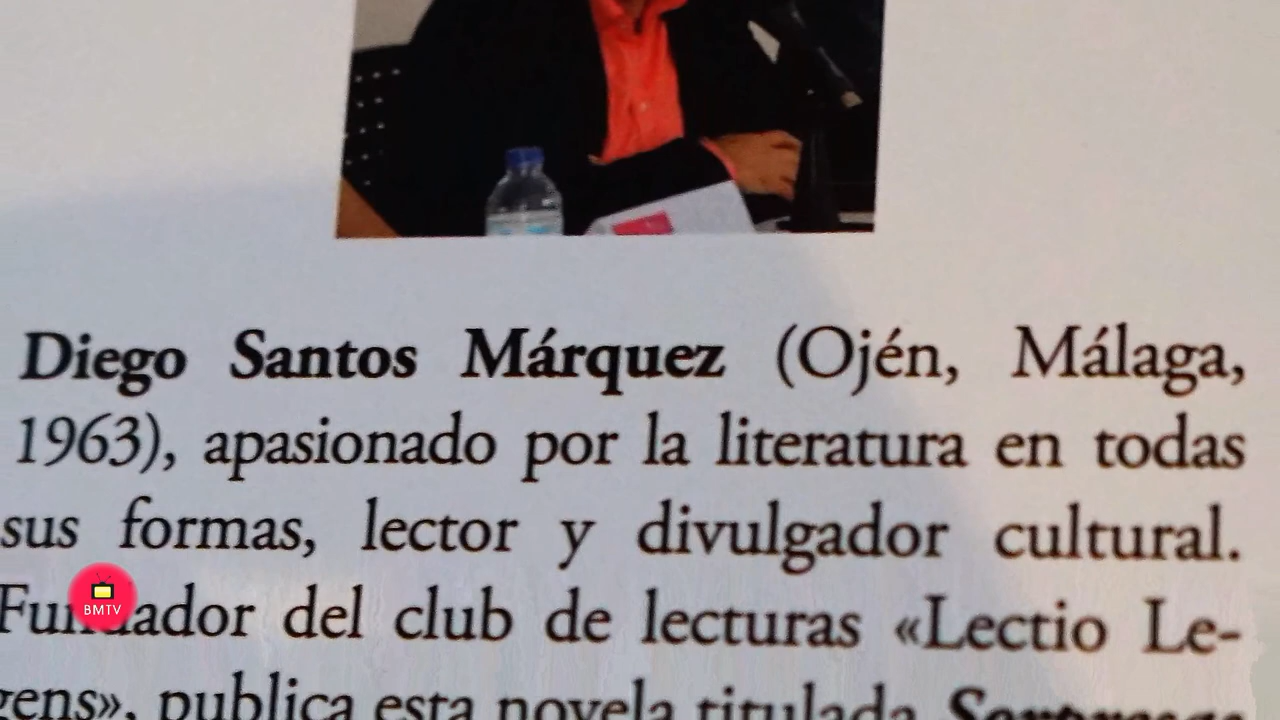 Diego Santos Márquez (Ojén, Málaga,
1963), apasionado por la literatura en todas
sus formas, lector y divulgador cultural.
Fundador del club de lecturas «Lectio Le-
gens», publica esta novela titulada
BMTV